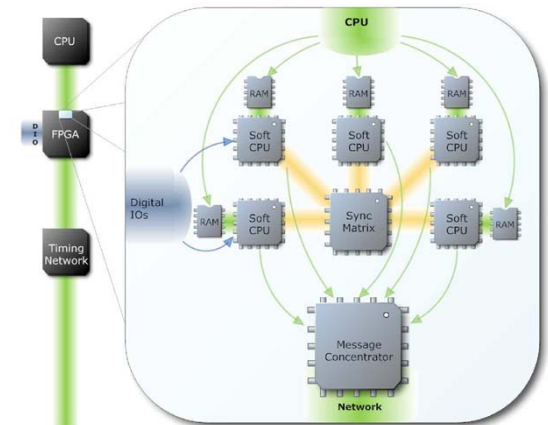 CPU
D
I
O
FPGA
Timing
Network
CPU
RAM
RAM
RAM
Soft
CPU
Soft
CPU
Soft
CPU
Digital
IOs
RAM
Soft
CPU
Sync
Matrix
Soft
CPU
RAM
Message
Concentrator
Network